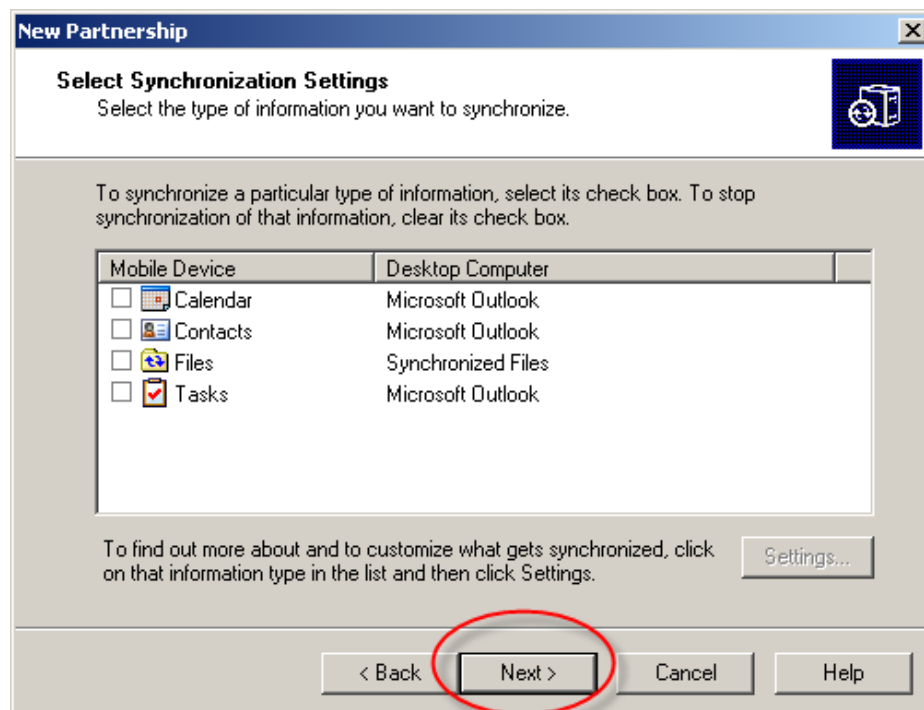 New Partnership
Select Synchronization Settings
Select the type of information you want to synchronize.
To synchronize a particular type of information, select its check box. To stop
synchronization of that information, clear its check box.
Mobile Device Desktop Computer
Calendar Microsoft Outlook
Contacts Microsoft Outlook
Files Synchronized Files
Tasks Microsoft Outlook
To find out more about and to customize what gets synchronized, click
on that information type in the list and then click Settings.
Settings...
< Back Next > Cancel Help